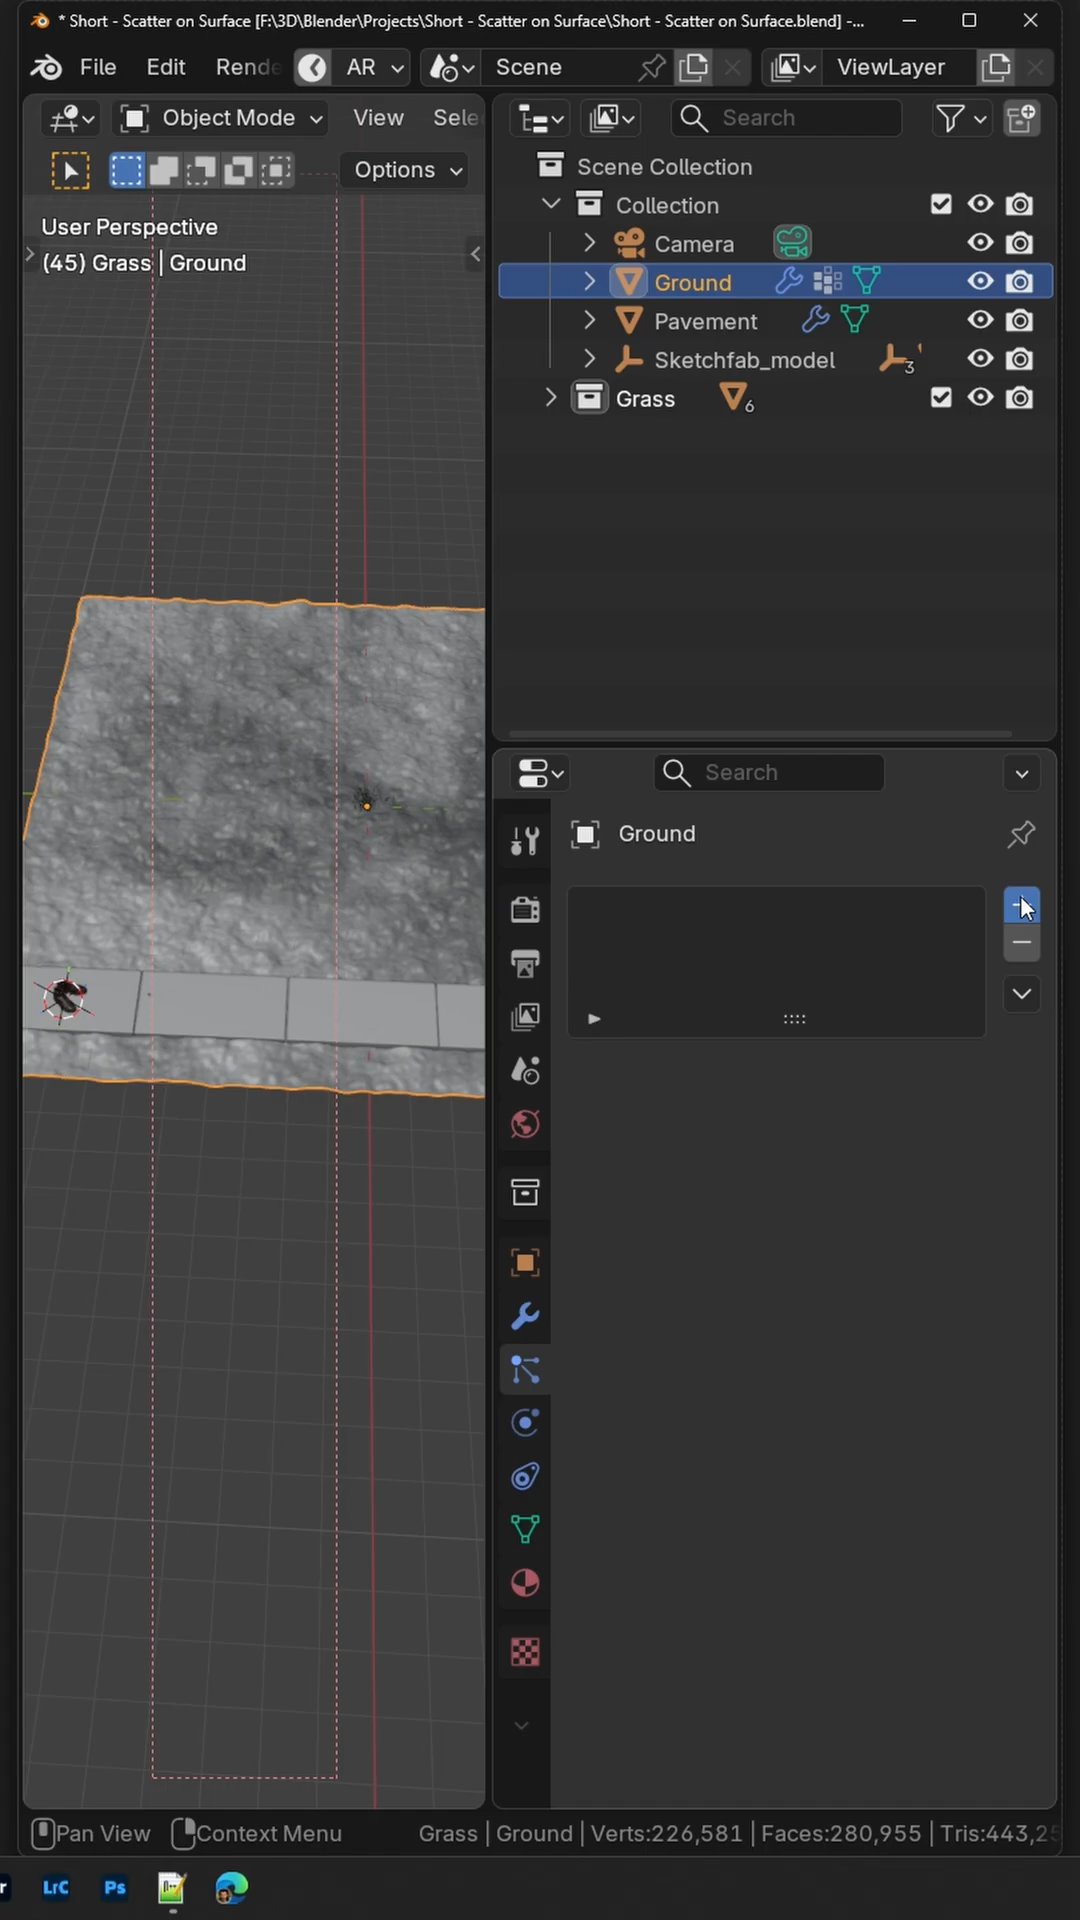 * Short - Scatter on Surface [F:\3D\Blender\Projects\Short - Scatter on Surface\Short - Scatter on Surface.blend] -...
File Edit Rende AR Scene ViewLayer
Object Mode View Sele
Search
Options
Scene Collection
Collection
Camera
Ground
Pavement
Sketchfab_model 3
Grass 6
User Perspective
(45) Grass | Ground
Search
Ground
Pan View Context Menu Grass | Ground | Verts:226,581 | Faces:280,955 | Tris:443,25
r LrC Ps